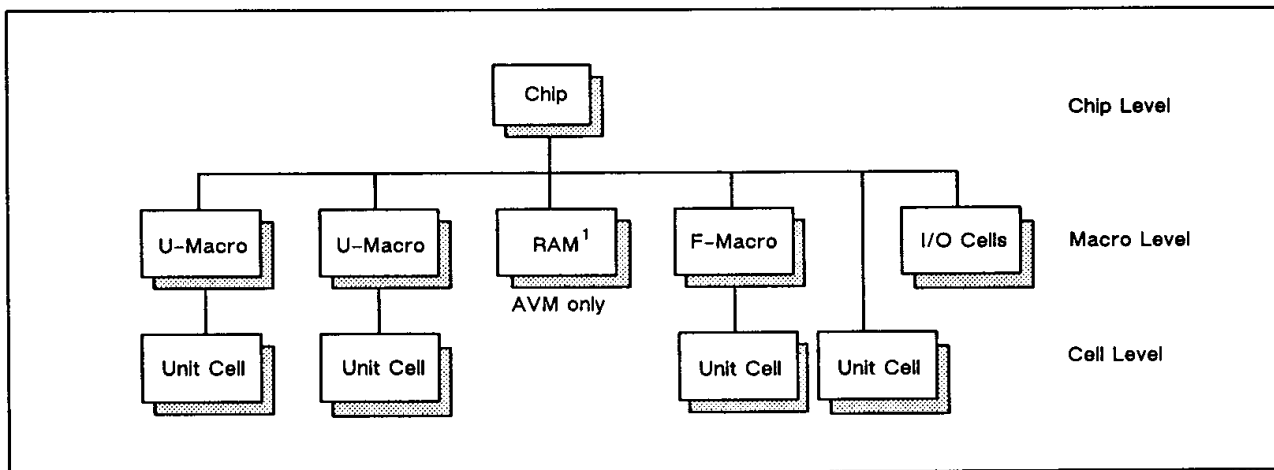 Chip
Chip Level
U-Macro
U-Macro
RAM1
F-Macro
I/O Cells
Macro Level
AVM only
Unit Cell
Unit Cell
Unit Cell
Unit Cell
Cell Level